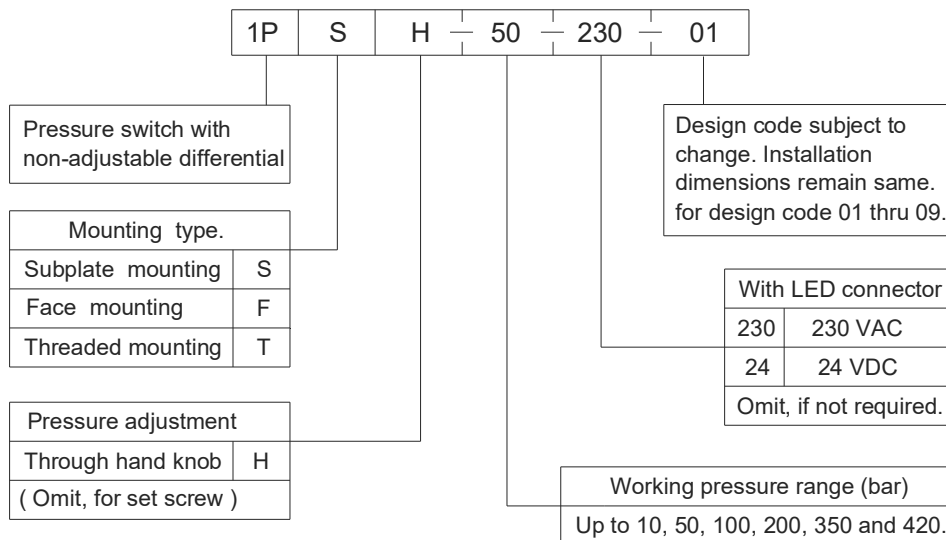 1P S H — 50 — 230 — 01
Pressure switch with
non-adjustable differential
Mounting type.
Subplate mounting S
Face mounting F
Threaded mounting T
Pressure adjustment
Through hand knob H
( Omit, for set screw )
Design code subject to
change. Installation
dimensions remain same.
for design code 01 thru 09.
With LED connector
230 230 VAC
24 24 VDC
Omit, if not required.
Working pressure range (bar)
Up to 10, 50, 100, 200, 350 and 420.